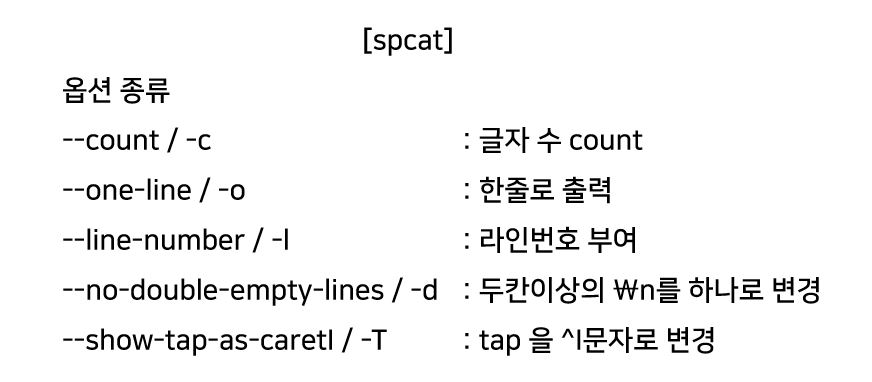 [spcat]
옵션 종류
--count / -c : 글자 수 count
--one-line / -o : 한줄로 출력
--line-number / -l : 라인번호 부여
--no-double-empty-lines / -d : 두칸이상의 ₩n를 하나로 변경
--show-tap-as-caretI / -T : tap 을 ^I문자로 변경